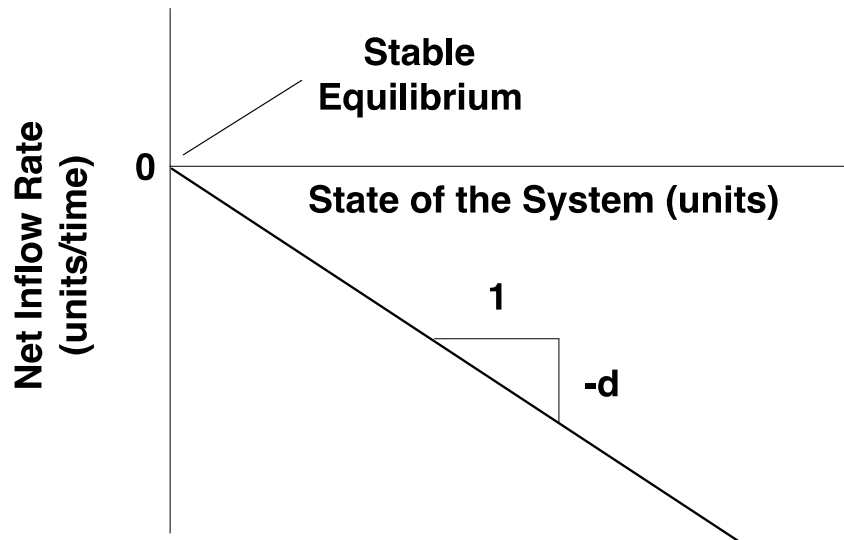 Stable
Equilibrium
Net Inflow Rate
(units/time)
0
State of the System (units)
1
-d